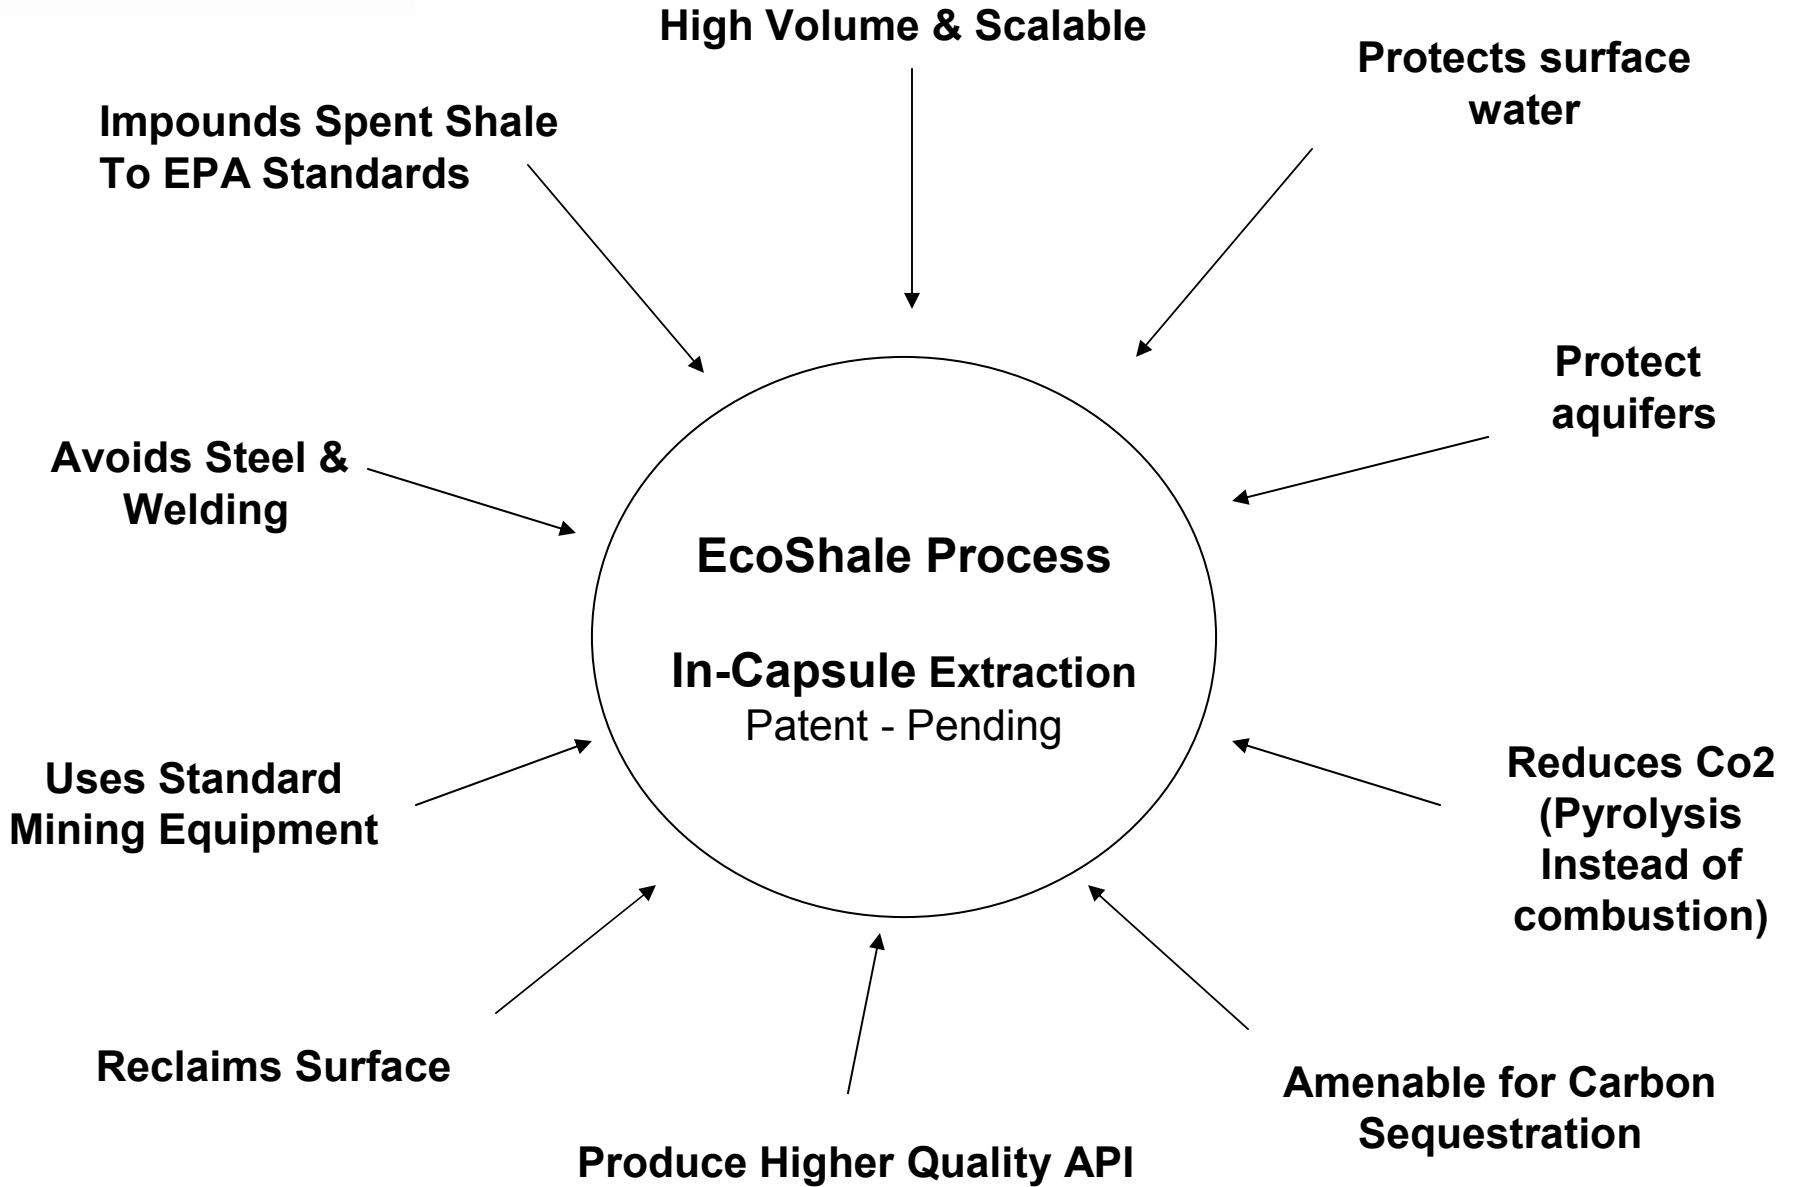 High Volume & Scalable
Protects surface
water
Impounds Spent Shale
To EPA Standards
Protect
aquifers
Avoids Steel &
Welding
EcoShale Process
In-Capsule Extraction
Patent - Pending
Uses Standard
Mining Equipment
Reduces Co2
(Pyrolysis
Instead of
combustion)
Reclaims Surface
Amenable for Carbon
Sequestration
Produce Higher Quality API